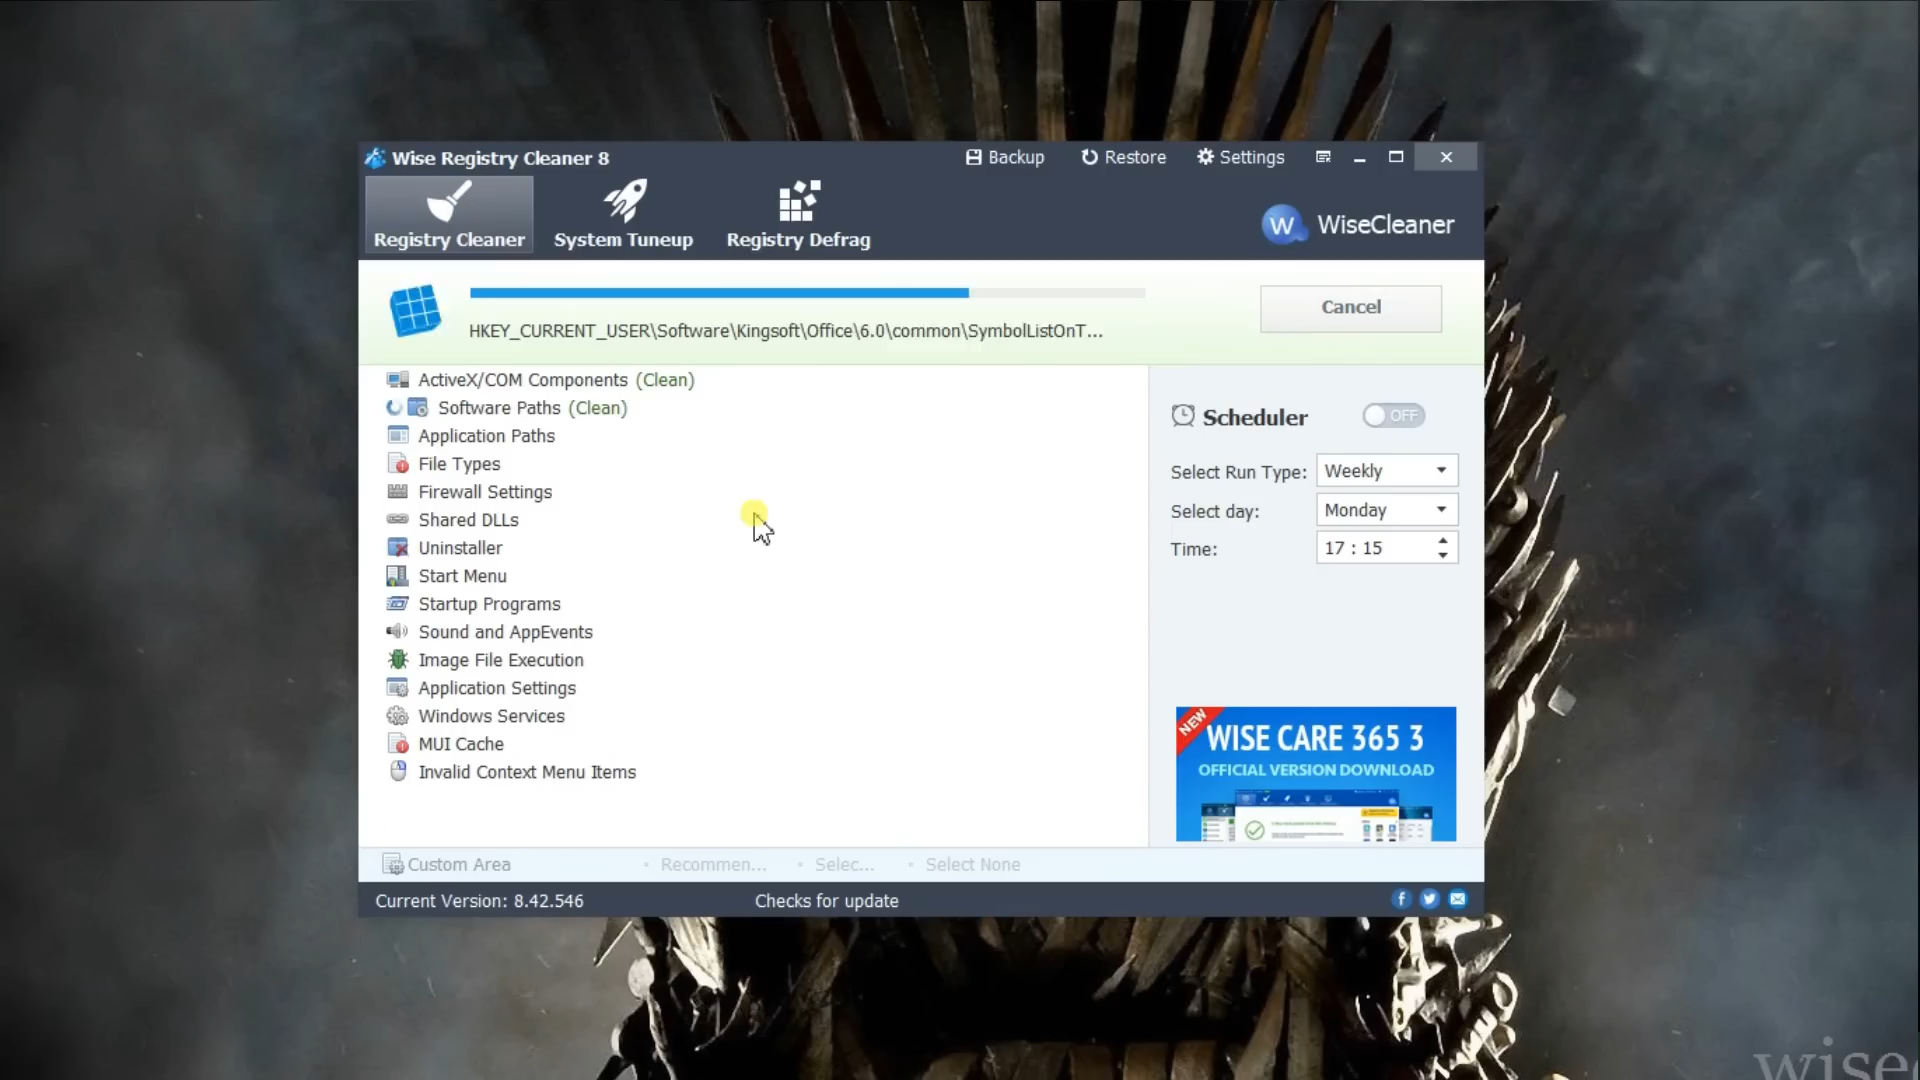 Wise Registry Cleaner 8
Backup
Restore
Settings
Registry Cleaner
System Tuneup
Registry Defrag
W WiseCleaner
HKEY_CURRENT_USER\Software\Kingsoft\Office\6.0\common\SymbolListOnT...
Cancel
ActiveX/COM Components (Clean)
Software Paths (Clean)
Application Paths
File Types
Firewall Settings
Shared DLLs
Uninstaller
Start Menu
Startup Programs
Sound and AppEvents
Image File Execution
Application Settings
Windows Services
MUI Cache
Invalid Context Menu Items
Scheduler
OFF
Select Run Type: Weekly
Select day: Monday
Time: 17 : 15
NEW
WISE CARE 365 3
OFFICIAL VERSION DOWNLOAD
Custom Area
Recommen...
Selec...
Select None
Current Version: 8.42.546
Checks for update